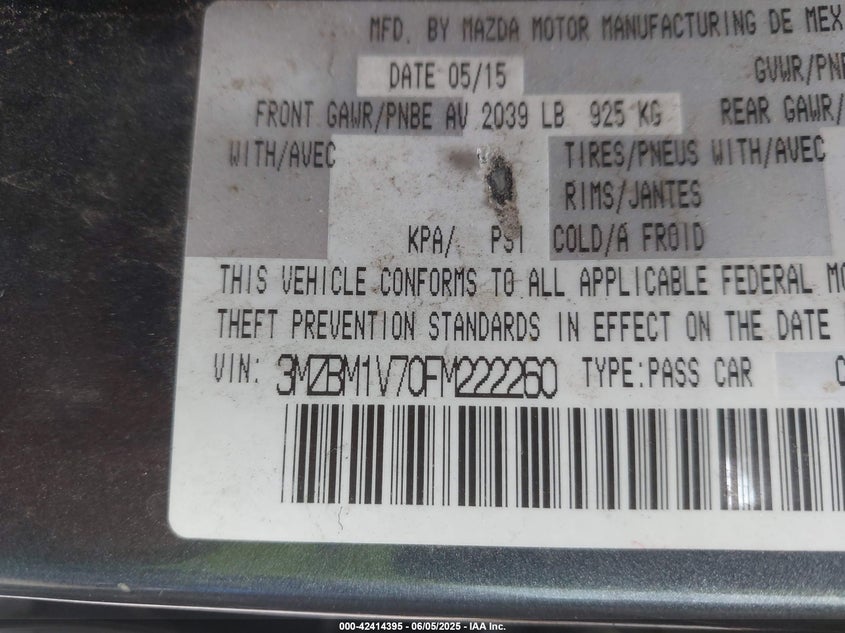 MFD. BY MAZDA MOTOR MANUFACTURING DE MEX
DATE 05/15 GVWR/PNB
FRONT GAWR/PNBE AV 2039 LB 925 KG REAR GAWR/
WITH/AVEC TIRES/PNEUS WITH/AVEC
RIMS/JANTES
KPA/ PSI COLD/A FROID
THIS VEHICLE CONFORMS TO ALL APPLICABLE FEDERAL MO
THEFT PREVENTION STANDARDS IN EFFECT ON THE DATE
VIN: 3MZBM1V70FM222260 TYPE:PASS CAR C
000-42414395 - 06/05/2025 - IAA Inc.